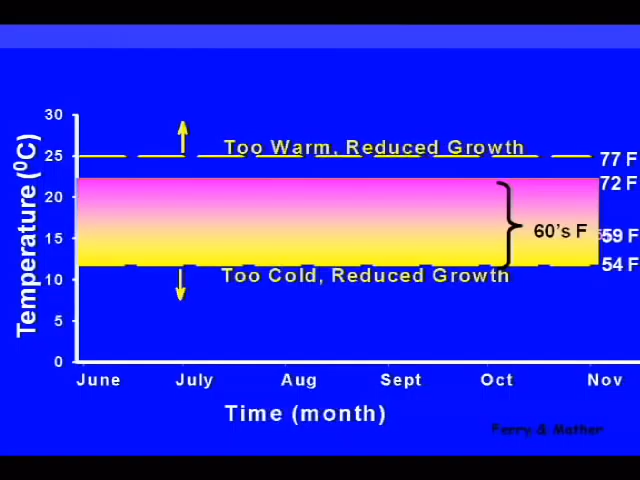 30
Too Warm, Reduced Growth
25
77 F
72 F
20
60's F
15
59 F
54 F
10
Too Cold, Reduced Growth
5
0
Temperature (⁰C)
June July Aug Sept Oct Nov
Time (month)
Ferry & Mather